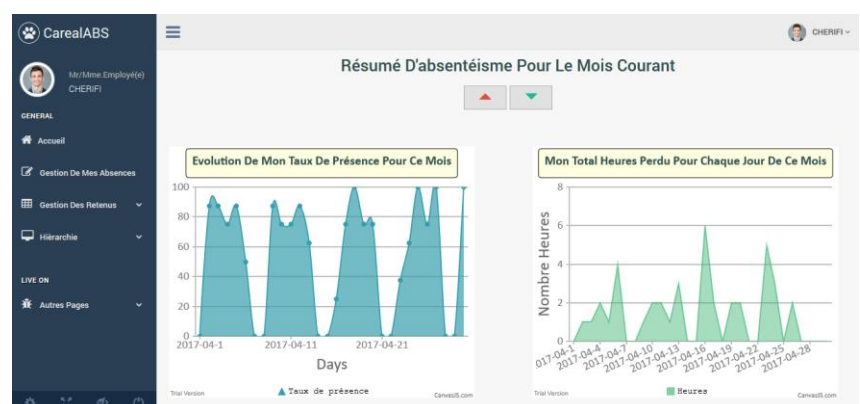 CarealABS
CHERIFI
Mr/Mme.Employé(e)
CHERIFI
GENERAL
Accueil
Gestion De Mes Absences
Gestion Des Retenus
Hièrarchie
LIVE ON
Autres Pages
Résumé D'absentéisme Pour Le Mois Courant
Evolution De Mon Taux De Présence Pour Ce Mois
100
80
60
40
20
0
2017-04-1 2017-04-11 2017-04-21
Days
Taux de présence
Trial Version
CanvasJS.com
Mon Total Heures Perdu Pour Chaque Jour De Ce Mois
Nombre Heures
8
6
4
2
0
017-04-1 2017-04-4 2017-04-7 2017-04-10 2017-04-13 2017-04-16 2017-04-19 2017-04-22 2017-04-25 2017-04-28
Heures
Trial Version
CanvasJS.com